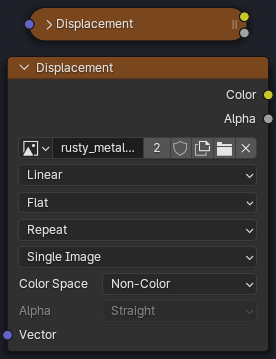 Displacement
Displacement
Color
Alpha
rusty_metal... 2
Linear
Flat
Repeat
Single Image
Color Space Non-Color
Alpha Straight
Vector